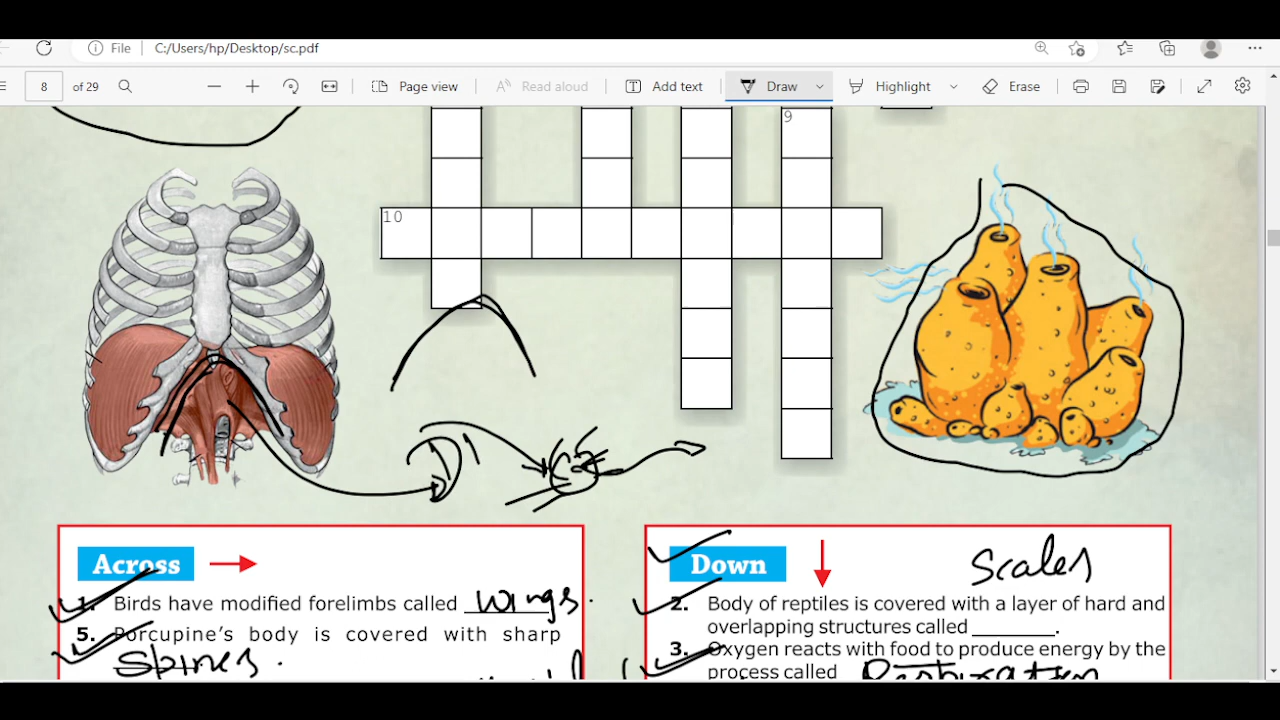 File C:/Users/hp/Desktop/sc.pdf
8 of 29 Page view Read aloud Add text Draw Highlight Erase
9
10
Across
1. Birds have modified forelimbs called wings.
5. Porcupine's body is covered with sharp
spines.
Down
Scales
2. Body of reptiles is covered with a layer of hard and
overlapping structures called ________.
3. Oxygen reacts with food to produce energy by the
process called Respiration